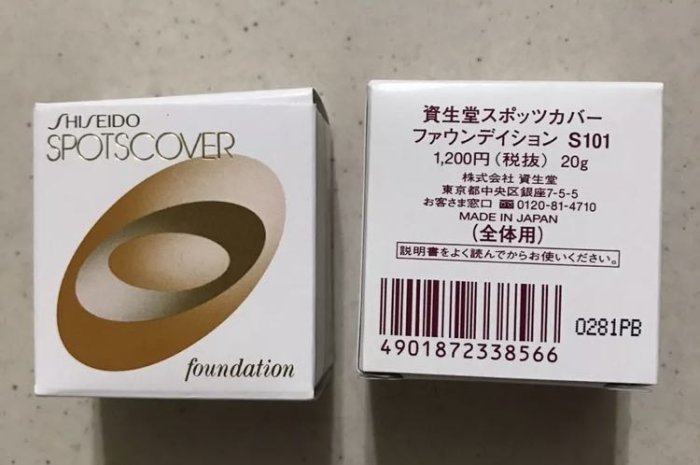 SHISEIDO
SPOTSCOVER
foundation
資生堂スポッツカバー
ファウンデイション S101
1,200円(税抜) 20g
株式会社 資生堂
東京都中央区銀座7-5-5
お客さま窓口 0120-81-4710
MADE IN JAPAN
(全体用)
説明書をよく読んでからお使いください。
0281PB
4901872338566